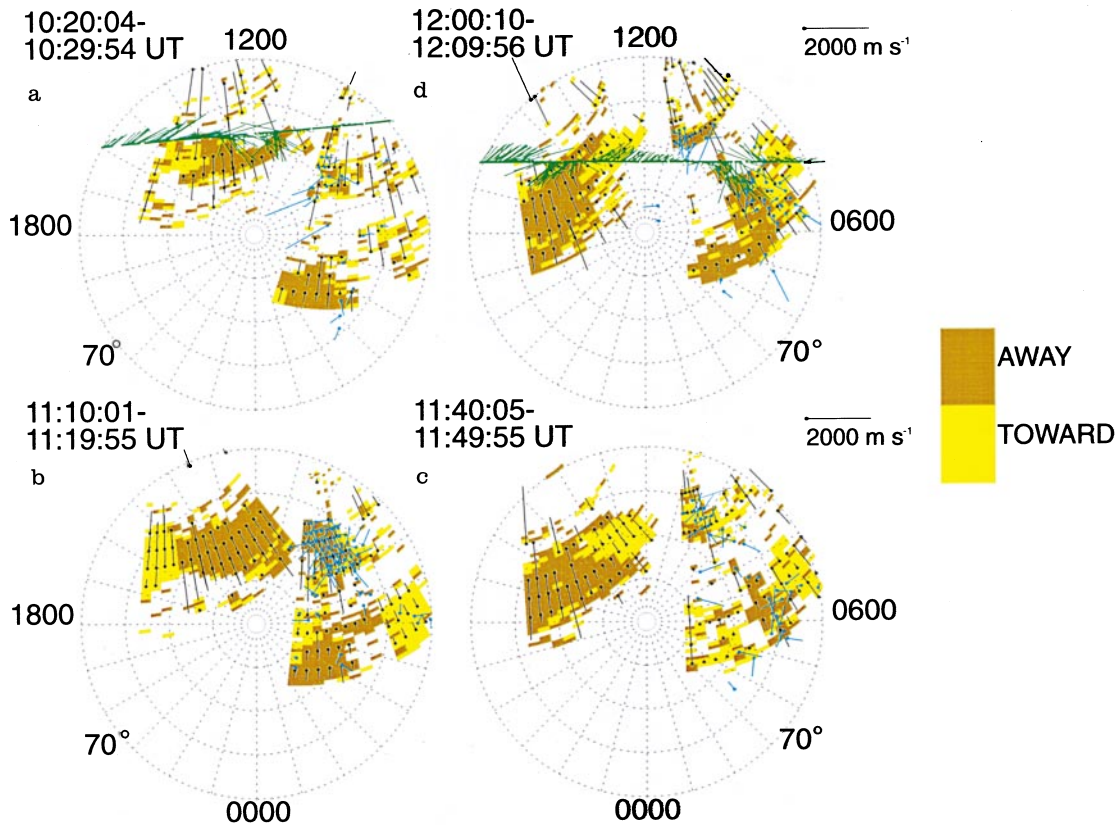 10:20:04-
10:29:54 UT
1200
a
1800
70°
12:00:10-
12:09:56 UT
1200
2000 m s-1
d
0600
70°
AWAY
TOWARD
11:10:01-
11:19:55 UT
b
1800
70°
0000
11:40:05-
11:49:55 UT
2000 m s-1
c
0600
70°
0000